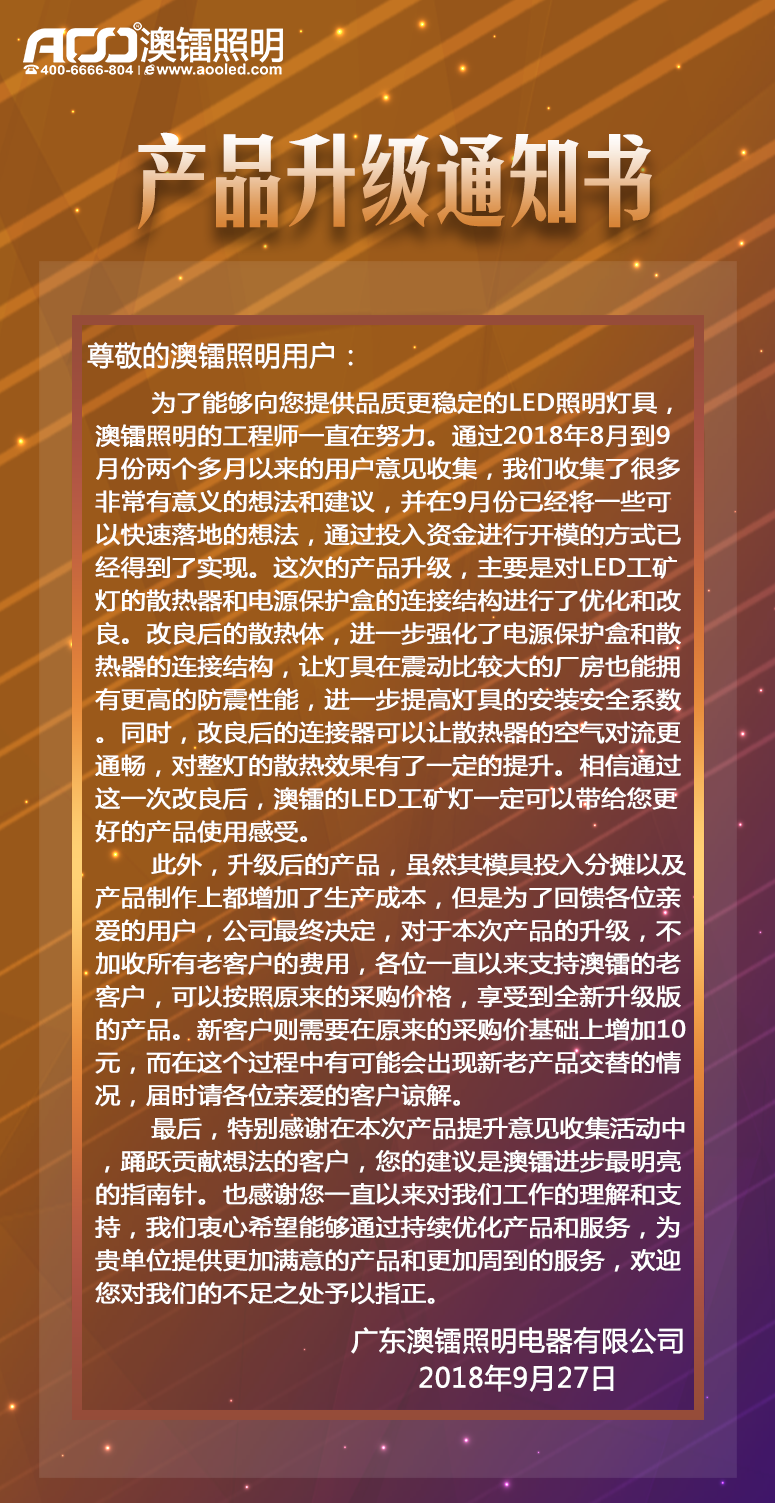 AOO®澳镭照明
☎400-6666-804 | ewww.aooled.com
产品升级通知书
尊敬的澳镭照明用户：
为了能够向您提供品质更稳定的LED照明灯具，
澳镭照明的工程师一直在努力。通过2018年8月到9
月份两个多月以来的用户意见收集，我们收集了很多
非常有意义的想法和建议，并在9月份已经将一些可
以快速落地的想法，通过投入资金进行开模的方式已
经得到了实现。这次的产品升级，主要是对LED工矿
灯的散热器和电源保护盒的连接结构进行了优化和改
良。改良后的散热体，进一步强化了电源保护盒和散
热器的连接结构，让灯具在震动比较大的厂房也能拥
有更高的防震性能，进一步提高灯具的安装安全系数
。同时，改良后的连接器可以让散热器的空气对流更
通畅，对整灯的散热效果有了一定的提升。相信通过
这一次改良后，澳镭的LED工矿灯一定可以带给您更
好的产品使用感受。
此外，升级后的产品，虽然其模具投入分摊以及
产品制作上都增加了生产成本，但是为了回馈各位亲
爱的用户，公司最终决定，对于本次产品的升级，不
加收所有老客户的费用，各位一直以来支持澳镭的老
客户，可以按照原来的采购价格，享受到全新升级版
的产品。新客户则需要在原来的采购价基础上增加10
元，而在这个过程中有可能会出现新老产品交替的情
况，届时请各位亲爱的客户谅解。
最后，特别感谢在本次产品提升意见收集活动中
，踊跃贡献想法的客户，您的建议是澳镭进步最明亮
的指南针。也感谢您一直以来对我们工作的理解和支
持，我们衷心希望能够通过持续优化产品和服务，为
贵单位提供更加满意的产品和更加周到的服务，欢迎
您对我们的不足之处予以指正。
广东澳镭照明电器有限公司
2018年9月27日